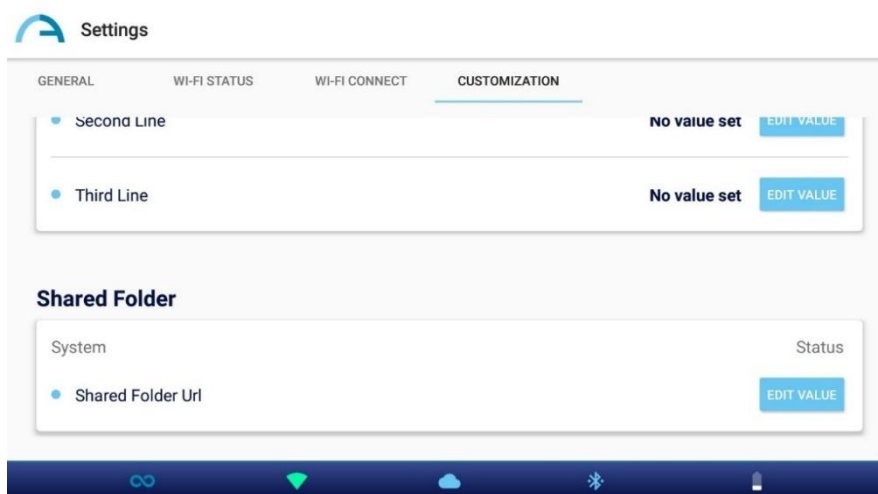 Settings
GENERAL WI-FI STATUS WI-FI CONNECT CUSTOMIZATION
Second Line No value set EDIT VALUE
Third Line No value set EDIT VALUE
Shared Folder
System Status
Shared Folder Url EDIT VALUE